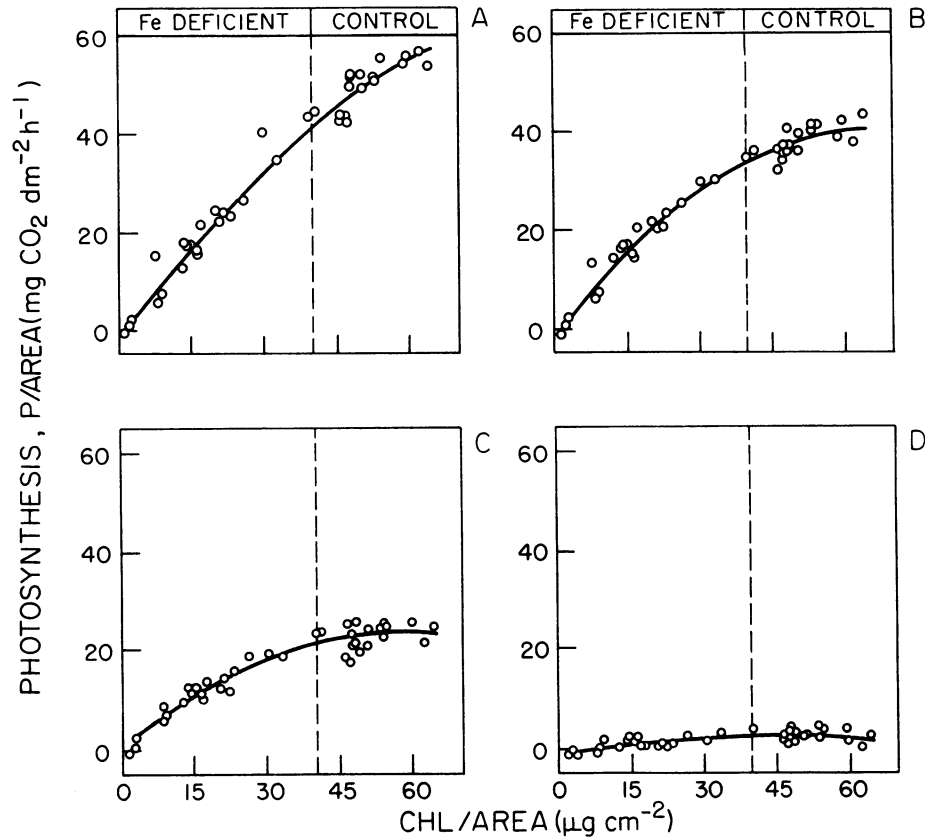 Fe DEFICIENT CONTROL A
Fe DEFICIENT CONTROL B
60
40
20
0
60
40
20
0
C
D
60
40
20
0
60
40
20
0
0 15 30 45 60
0 15 30 45 60
PHOTOSYNTHESIS, P/AREA (mg CO₂ dm⁻²h⁻¹)
CHL/AREA (μg cm⁻²)